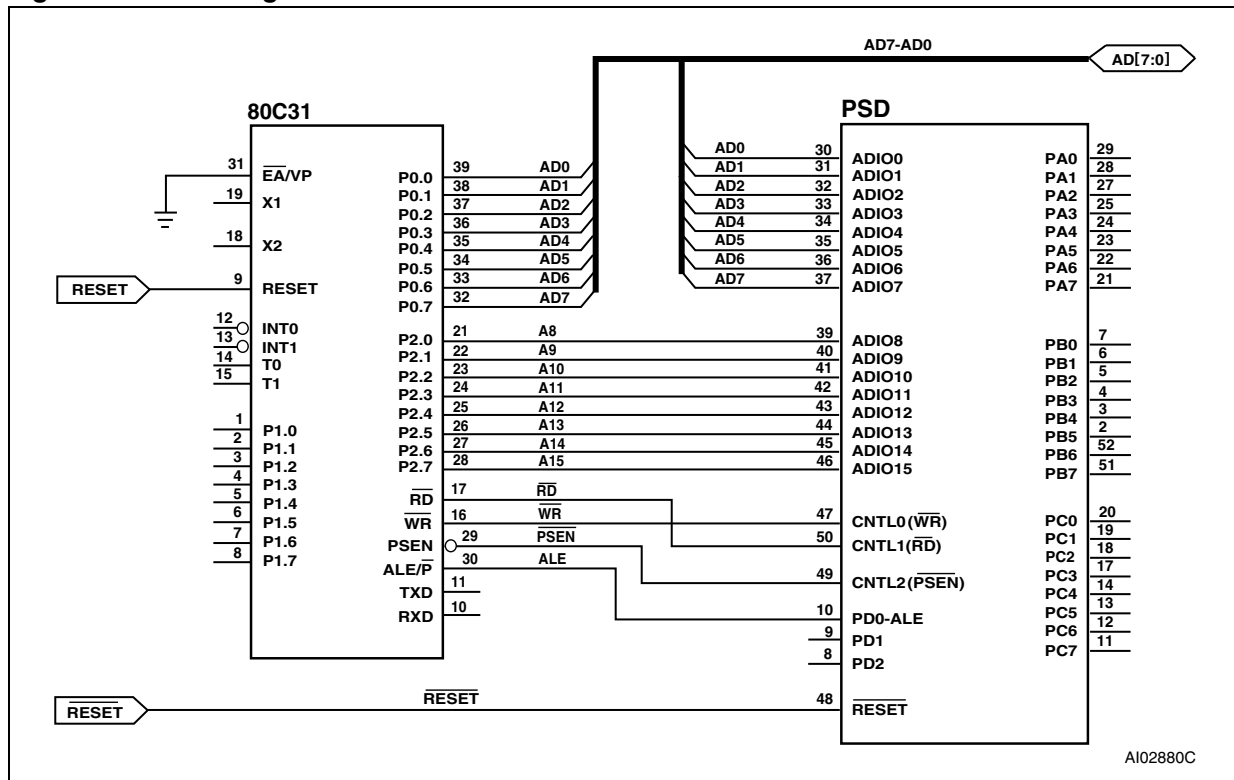 AD7-AD0
AD[7:0]
80C31
PSD
31 EA/VP
19 X1
18 X2
RESET
9 RESET
12 INT0
13 INT1
14 T0
15 T1
1 P1.0
2 P1.1
3 P1.2
4 P1.3
5 P1.4
6 P1.5
7 P1.6
8 P1.7
P0.0 39 AD0
P0.1 38 AD1
P0.2 37 AD2
P0.3 36 AD3
P0.4 35 AD4
P0.5 34 AD5
P0.6 33 AD6
P0.7 32 AD7
P2.0 21 A8
P2.1 22 A9
P2.2 23 A10
P2.3 24 A11
P2.4 25 A12
P2.5 26 A13
P2.6 27 A14
P2.7 28 A15
RD 17 RD
WR 16 WR
PSEN 29 PSEN
ALE/P 30 ALE
TXD 11
RXD 10
AD0 30 ADIO0
AD1 31 ADIO1
AD2 32 ADIO2
AD3 33 ADIO3
AD4 34 ADIO4
AD5 35 ADIO5
AD6 36 ADIO6
AD7 37 ADIO7
39 ADIO8
40 ADIO9
41 ADIO10
42 ADIO11
43 ADIO12
44 ADIO13
45 ADIO14
46 ADIO15
47 CNTL0(WR)
50 CNTL1(RD)
49 CNTL2(PSEN)
10 PD0-ALE
9 PD1
8 PD2
48 RESET
PA0 29
PA1 28
PA2 27
PA3 25
PA4 24
PA5 23
PA6 22
PA7 21
PB0 7
PB1 6
PB2 5
PB3 4
PB4 3
PB5 2
PB6 52
PB7 51
PC0 20
PC1 19
PC2 18
PC3 17
PC4 14
PC5 13
PC6 12
PC7 11
RESET
RESET
AI02880C